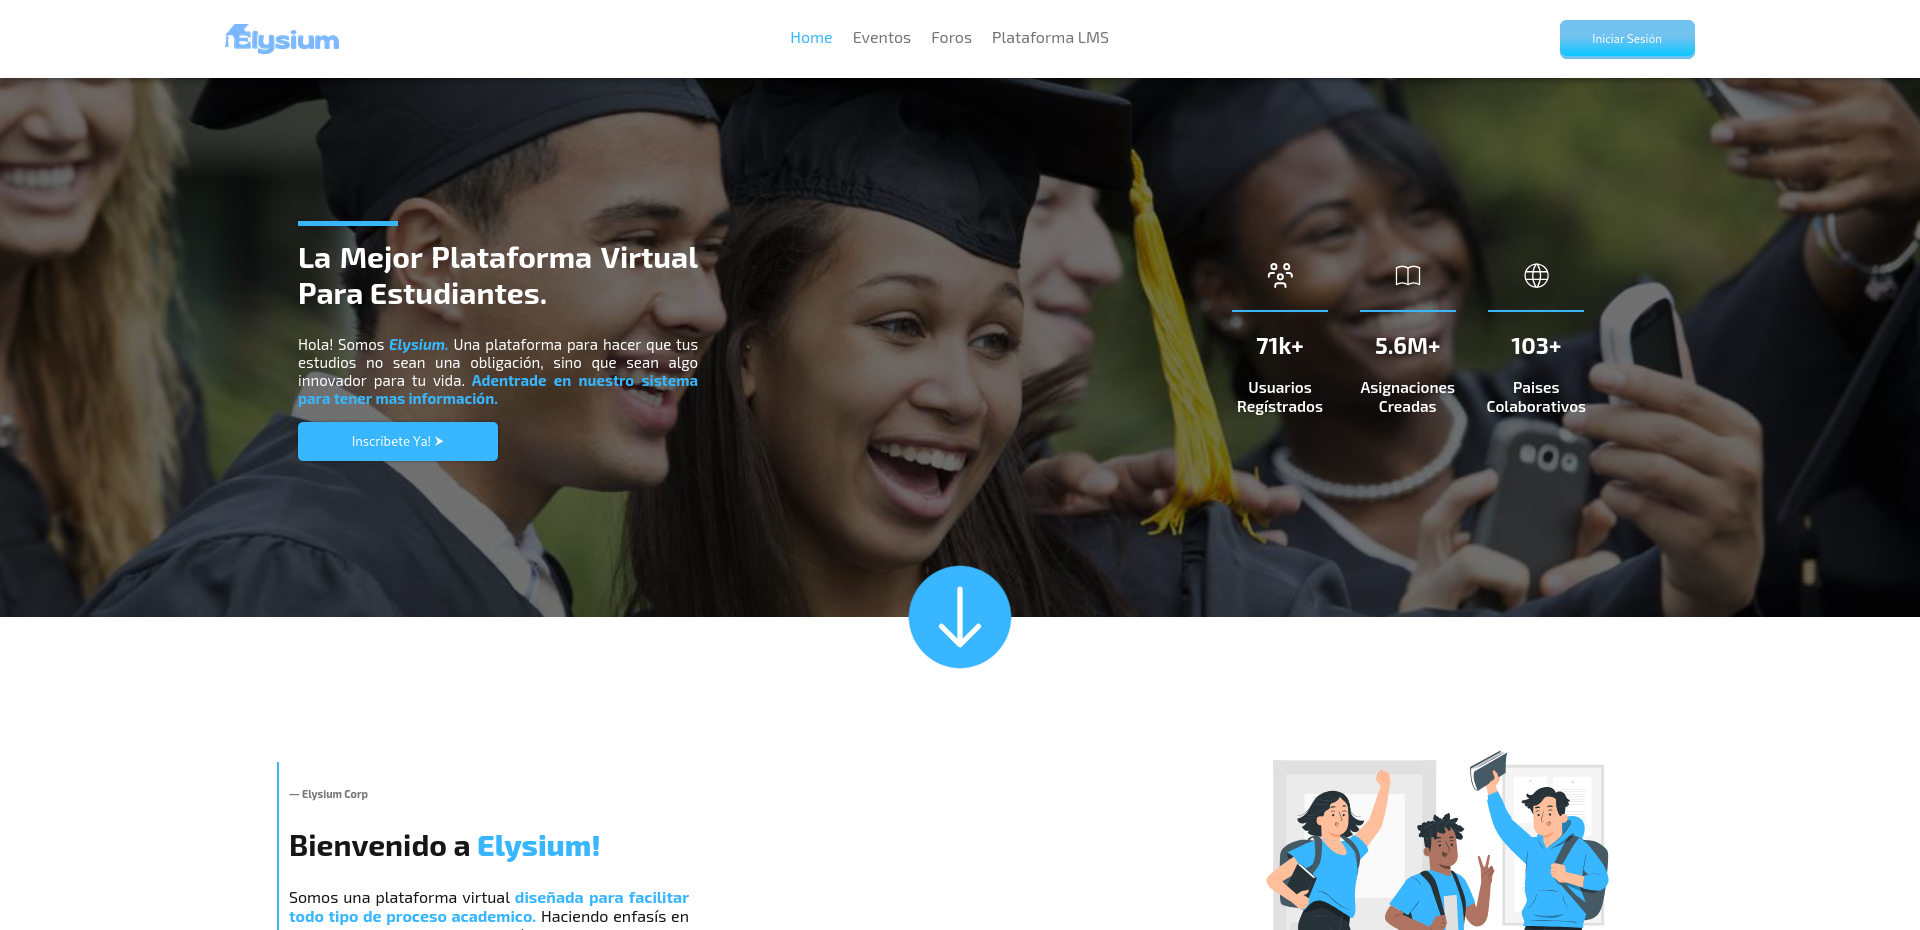 Elysium
Home Eventos Foros Plataforma LMS
Iniciar Sesión
La Mejor Plataforma Virtual
Para Estudiantes.
Hola! Somos Elysium. Una plataforma para hacer que tus
estudios no sean una obligación, sino que sean algo
innovador para tu vida. Adentrade en nuestro sistema
para tener mas información.
Inscribete Ya! ➤
71k+
Usuarios
Regístrados
5.6M+
Asignaciones
Creadas
103+
Paises
Colaborativos
— Elysium Corp
Bienvenido a Elysium!
Somos una plataforma virtual diseñada para facilitar
todo tipo de proceso academico. Haciendo enfasís en